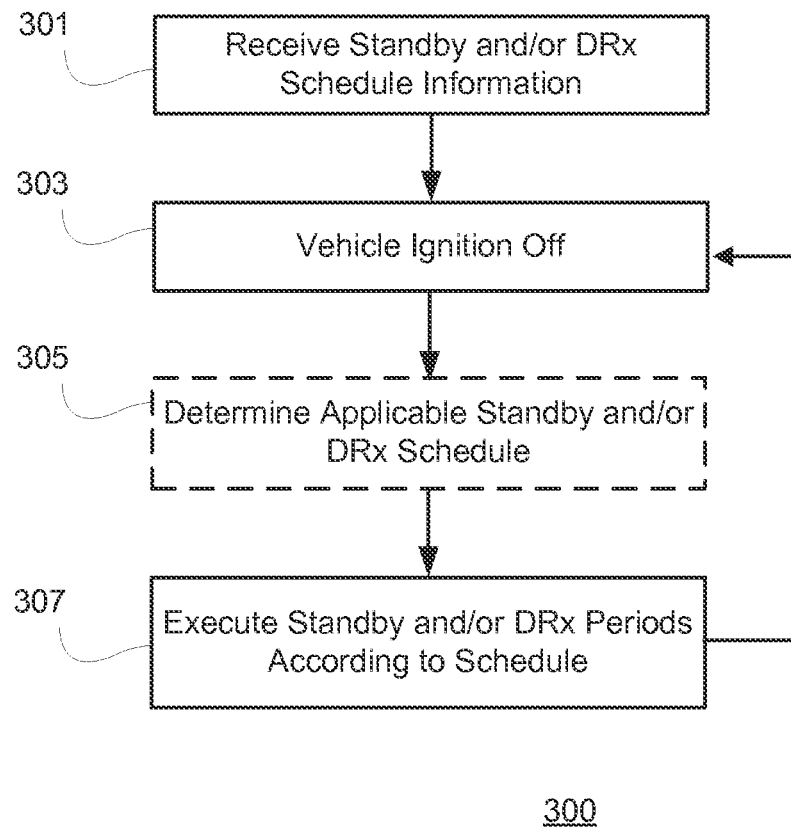 301
Receive Standby and/or DRx
Schedule Information
303
Vehicle Ignition Off
305
Determine Applicable Standby and/or
DRx Schedule
307
Execute Standby and/or DRx Periods
According to Schedule
300